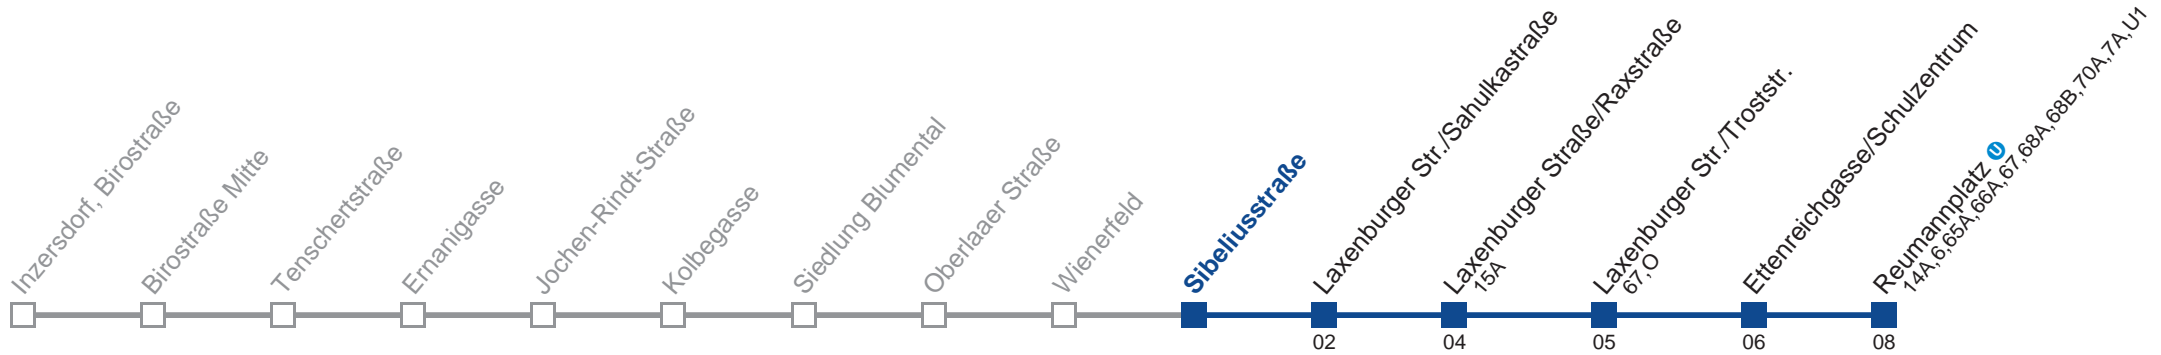 Inzersdorf, Birostraße
Birostraße Mitte
Tenschertstraße
Ernanigasse
Jochen-Rindt-Straße
Kolbegasse
Siedlung Blumental
Oberlaaer Straße
Wienerfeld
Sibeliusstraße
Laxenburger Str./Sahulkastraße
02
Laxenburger Straße/Raxstraße
15A
04
Laxenburger Str./Troststr.
67,O
05
Ettenreichgasse/Schulzentrum
06
Reumannplatz U
14A,6,65A,66A,67,68A,68B,70A,7A,U1
08